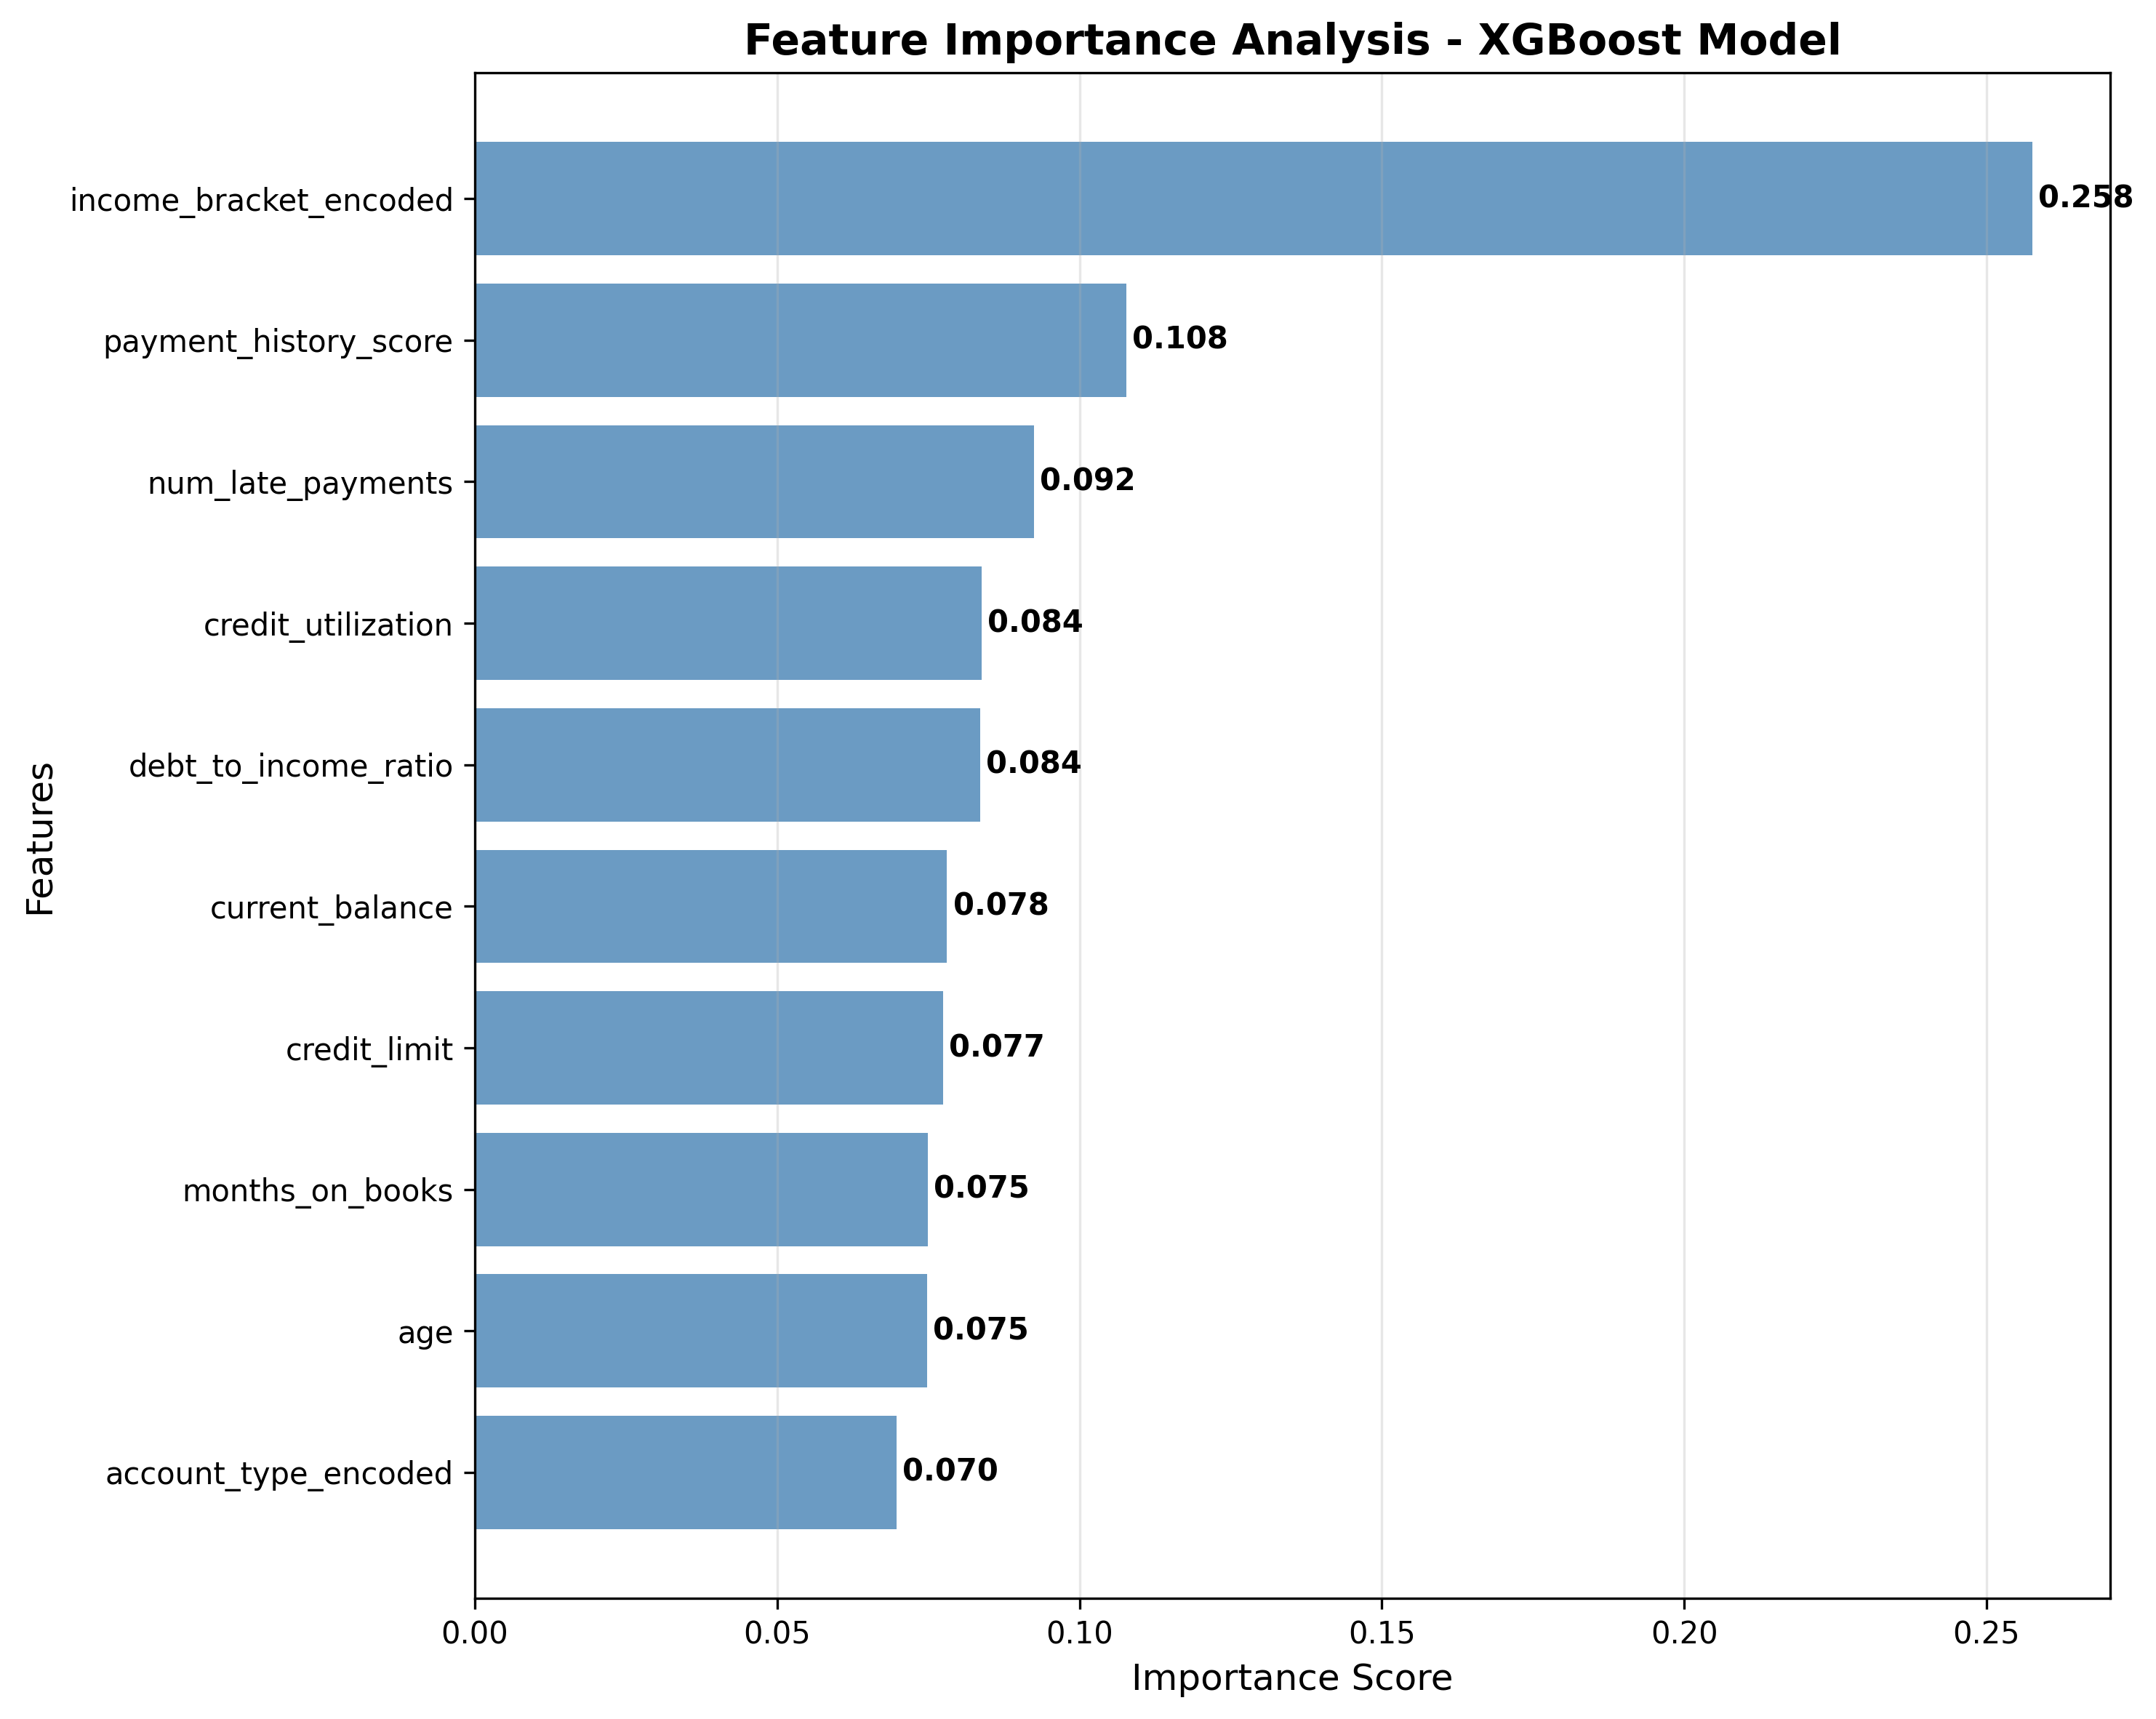 Feature Importance Analysis - XGBoost Model
income_bracket_encoded 0.258
payment_history_score 0.108
num_late_payments 0.092
credit_utilization 0.084
debt_to_income_ratio 0.084
current_balance 0.078
credit_limit 0.077
months_on_books 0.075
age 0.075
account_type_encoded 0.070
Features
0.00 0.05 0.10 0.15 0.20 0.25
Importance Score